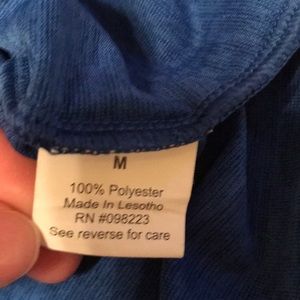 M
100% Polyester
Made In Lesotho
RN #098223
See reverse for care